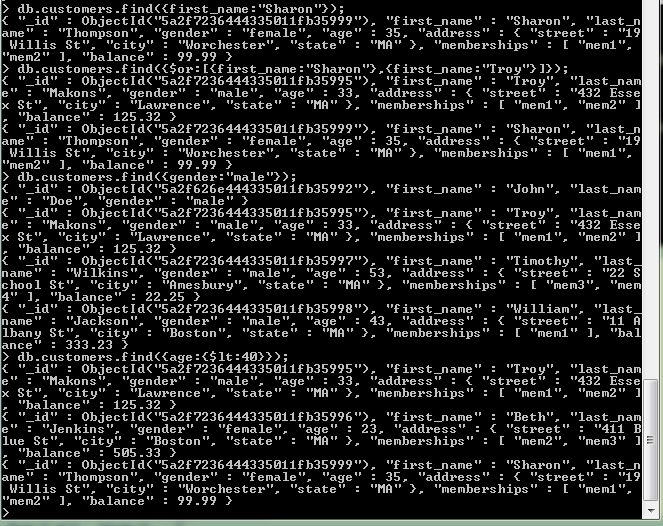 > db.customers.find({first_name:"Sharon"});
{ "_id" : ObjectId("5a2f7236444335011fb35999"), "first_name" : "Sharon", "last_n
ame" : "Thompson", "gender" : "female", "age" : 35, "address" : { "street" : "19
 Willis St", "city" : "Worchester", "state" : "MA" }, "memberships" : [ "mem1",
"mem2" ], "balance" : 99.99 }
> db.customers.find({$or:[{first_name:"Sharon"},{first_name:"Troy"}]});
{ "_id" : ObjectId("5a2f7236444335011fb35995"), "first_name" : "Troy", "last_nam
e" : "Makons", "gender" : "male", "age" : 33, "address" : { "street" : "432 Esse
x St", "city" : "Lawrence", "state" : "MA" }, "memberships" : [ "mem1", "mem2" ]
, "balance" : 125.32 }
{ "_id" : ObjectId("5a2f7236444335011fb35999"), "first_name" : "Sharon", "last_n
ame" : "Thompson", "gender" : "female", "age" : 35, "address" : { "street" : "19
 Willis St", "city" : "Worchester", "state" : "MA" }, "memberships" : [ "mem1",
"mem2" ], "balance" : 99.99 }
> db.customers.find({gender:"male"});
{ "_id" : ObjectId("5a2f626e444335011fb35992"), "first_name" : "John", "last_nam
e" : "Doe", "gender" : "male" }
{ "_id" : ObjectId("5a2f7236444335011fb35995"), "first_name" : "Troy", "last_nam
e" : "Makons", "gender" : "male", "age" : 33, "address" : { "street" : "432 Esse
x St", "city" : "Lawrence", "state" : "MA" }, "memberships" : [ "mem1", "mem2" ]
, "balance" : 125.32 }
{ "_id" : ObjectId("5a2f7236444335011fb35997"), "first_name" : "Timothy", "last_
name" : "Wilkins", "gender" : "male", "age" : 53, "address" : { "street" : "22 S
chool St", "city" : "Amesbury", "state" : "MA" }, "memberships" : [ "mem3", "mem
4" ], "balance" : 22.25 }
{ "_id" : ObjectId("5a2f7236444335011fb35998"), "first_name" : "William", "last_
name" : "Jackson", "gender" : "male", "age" : 43, "address" : { "street" : "11 A
lbany St", "city" : "Boston", "state" : "MA" }, "memberships" : [ "mem1" ], "bal
ance" : 333.23 }
> db.customers.find({age:{$lt:40}});
{ "_id" : ObjectId("5a2f7236444335011fb35995"), "first_name" : "Troy", "last_nam
e" : "Makons", "gender" : "male", "age" : 33, "address" : { "street" : "432 Esse
x St", "city" : "Lawrence", "state" : "MA" }, "memberships" : [ "mem1", "mem2" ]
, "balance" : 125.32 }
{ "_id" : ObjectId("5a2f7236444335011fb35996"), "first_name" : "Beth", "last_nam
e" : "Jenkins", "gender" : "female", "age" : 23, "address" : { "street" : "411 B
lue St", "city" : "Boston", "state" : "MA" }, "memberships" : [ "mem2", "mem3" ]
, "balance" : 505.33 }
{ "_id" : ObjectId("5a2f7236444335011fb35999"), "first_name" : "Sharon", "last_n
ame" : "Thompson", "gender" : "female", "age" : 35, "address" : { "street" : "19
 Willis St", "city" : "Worchester", "state" : "MA" }, "memberships" : [ "mem1",
"mem2" ], "balance" : 99.99 }
>